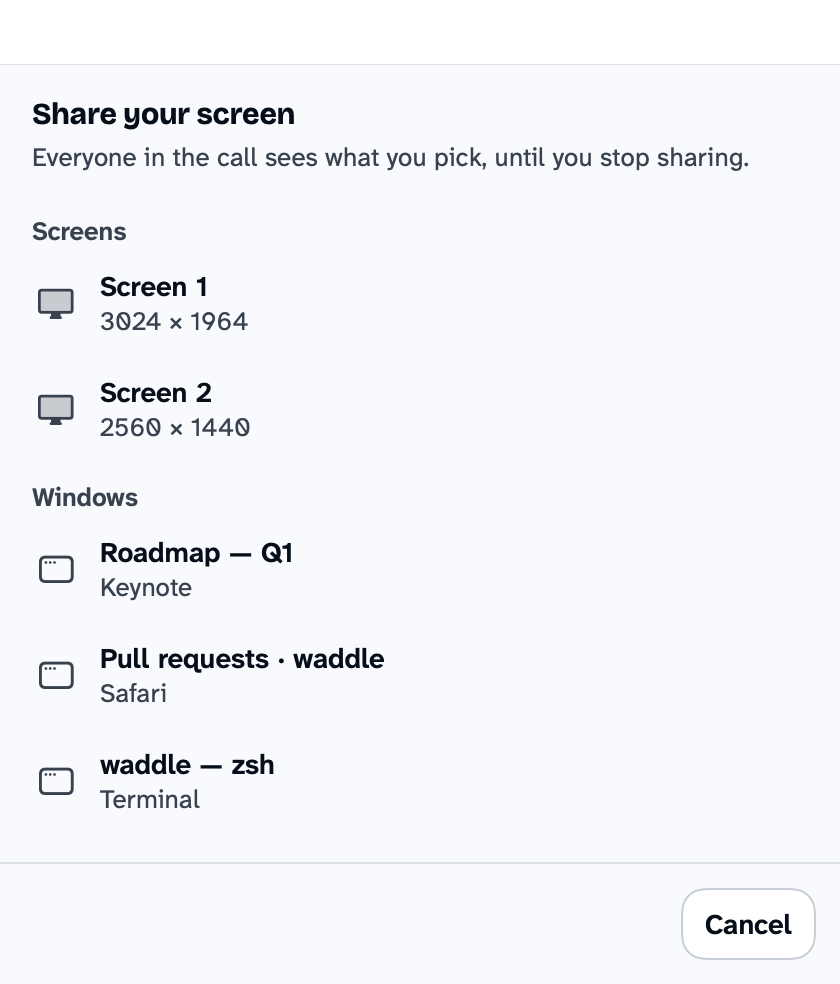 Share your screen
Everyone in the call sees what you pick, until you stop sharing.
Screens
Screen 1
3024 × 1964
Screen 2
2560 × 1440
Windows
Roadmap — Q1
Keynote
Pull requests · waddle
Safari
waddle — zsh
Terminal
Cancel